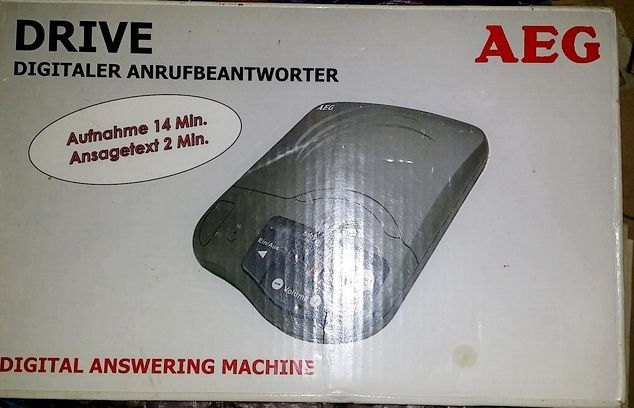 DRIVE
AEG
DIGITALER ANRUFBEANTWORTER
Aufnahme 14 Min.
Ansagetext 2 Min.
AEG
Ein/Aus
Volume
DIGITAL ANSWERING MACHINE